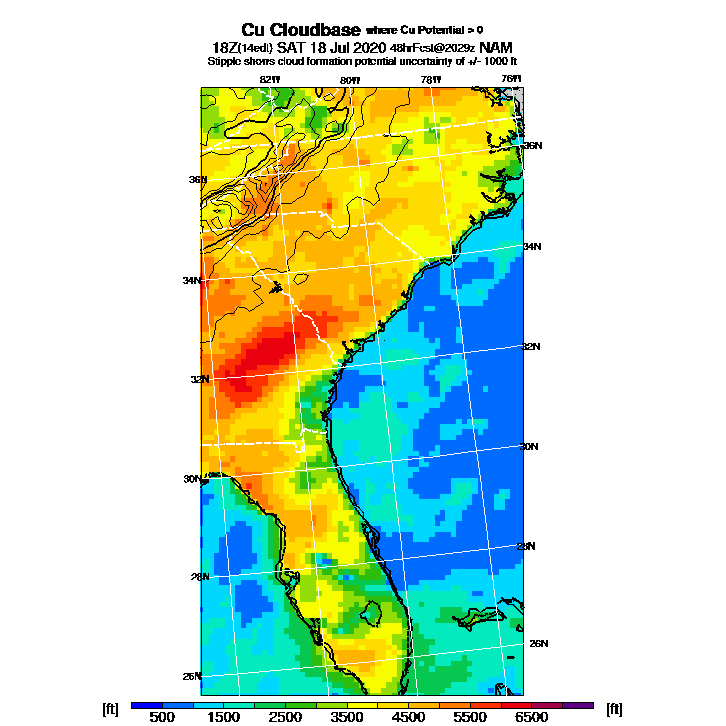 Cu Cloudbase where Cu Potential > 0
18Z(14edt) SAT 18 Jul 2020 48hrFcst@2029z NAM
Stipple shows cloud formation potential uncertainty of +/- 1000 ft
82W 80W 78W 76W
36N
36N
34N
34N
32N
32N
30N
30N
28N
28N
26N
26N
[ft] 500 1500 2500 3500 4500 5500 6500 [ft]